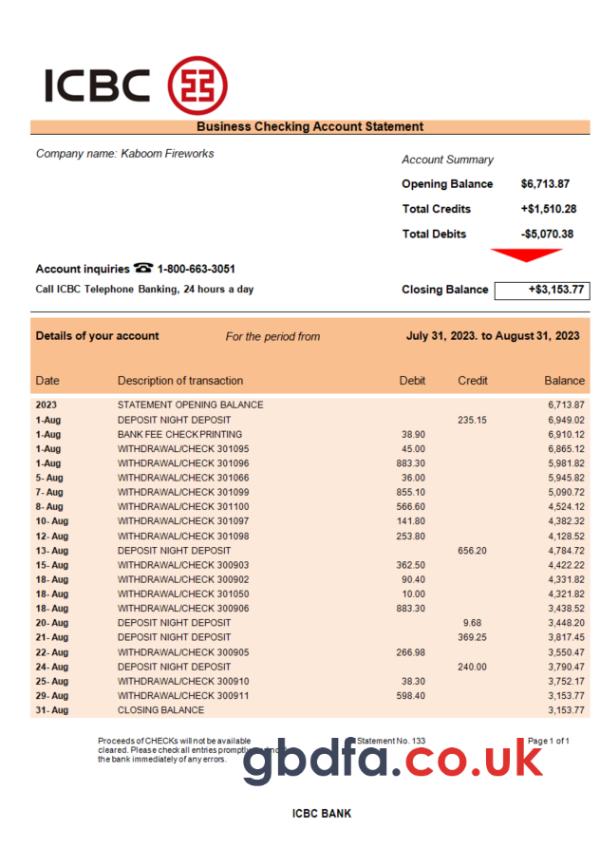 ICBC
Business Checking Account Statement
Company name: Kaboom Fireworks
Account Summary
Opening Balance $6,713.87
Total Credits +$1,510.28
Total Debits -$5,070.38
Account inquiries ☎ 1-800-663-3051
Call ICBC Telephone Banking, 24 hours a day
Closing Balance +$3,153.77
Details of your account For the period from July 31, 2023. to August 31, 2023
Date Description of transaction Debit Credit Balance
2023 STATEMENT OPENING BALANCE 6,713.87
1-Aug DEPOSIT NIGHT DEPOSIT 235.15 6,949.02
1-Aug BANK FEE CHECK PRINTING 38.90 6,910.12
1-Aug WITHDRAWAL/CHECK 301095 45.00 6,865.12
1-Aug WITHDRAWAL/CHECK 301096 883.30 5,981.82
5- Aug WITHDRAWAL/CHECK 301066 36.00 5,945.82
7- Aug WITHDRAWAL/CHECK 301099 855.10 5,090.72
8- Aug WITHDRAWAL/CHECK 301100 566.60 4,524.12
10- Aug WITHDRAWAL/CHECK 301097 141.80 4,382.32
12- Aug WITHDRAWAL/CHECK 301098 253.80 4,128.52
13- Aug DEPOSIT NIGHT DEPOSIT 656.20 4,784.72
15- Aug WITHDRAWAL/CHECK 300903 362.50 4,422.22
18- Aug WITHDRAWAL/CHECK 300902 90.40 4,331.82
18- Aug WITHDRAWAL/CHECK 301050 10.00 4,321.82
18- Aug WITHDRAWAL/CHECK 300906 883.30 3,438.52
20- Aug DEPOSIT NIGHT DEPOSIT 9.68 3,448.20
21- Aug DEPOSIT NIGHT DEPOSIT 369.25 3,817.45
22- Aug WITHDRAWAL/CHECK 300905 266.98 3,550.47
24- Aug DEPOSIT NIGHT DEPOSIT 240.00 3,790.47
25- Aug WITHDRAWAL/CHECK 300910 38.30 3,752.17
29- Aug WITHDRAWAL/CHECK 300911 598.40 3,153.77
31- Aug CLOSING BALANCE 3,153.77
Proceeds of CHECKs will not be available Statement No. 133 Page 1 of 1
cleared. Please check all entries promptly
the bank immediately of any errors.
gbdfa.co.uk
ICBC BANK